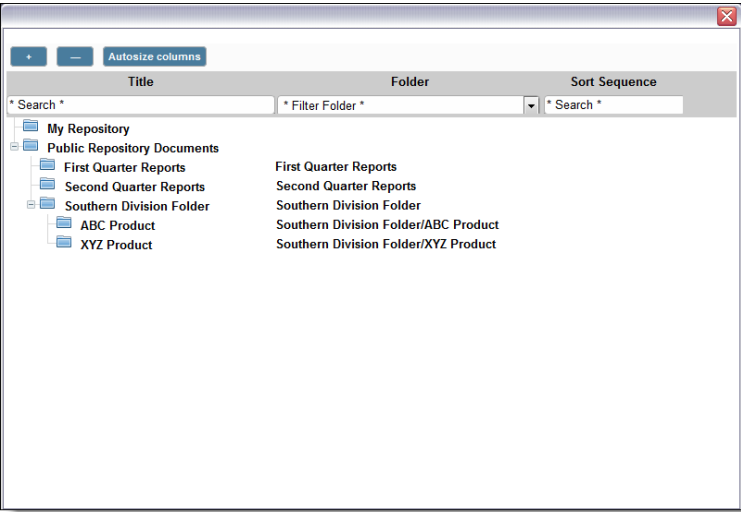 + — Autosize columns
Title Folder Sort Sequence
* Search * * Filter Folder * * Search *
My Repository
Public Repository Documents
First Quarter Reports First Quarter Reports
Second Quarter Reports Second Quarter Reports
Southern Division Folder Southern Division Folder
ABC Product Southern Division Folder/ABC Product
XYZ Product Southern Division Folder/XYZ Product